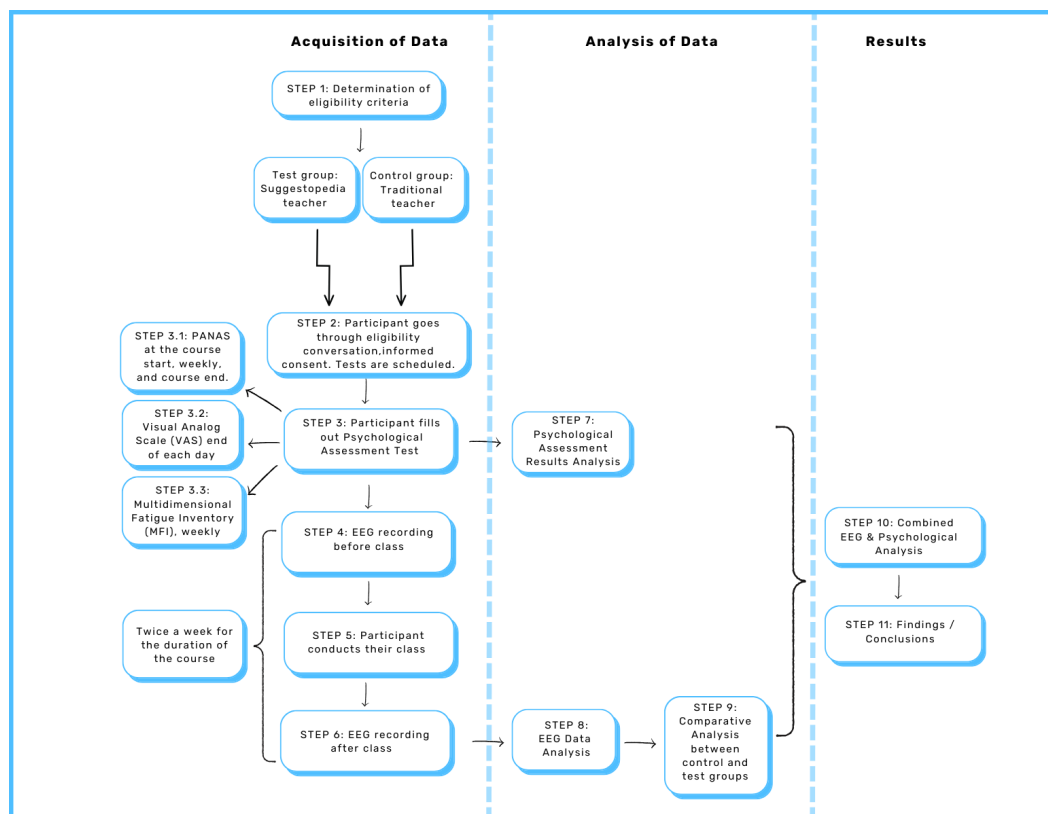 Acquisition of Data
Analysis of Data
Results
STEP 1: Determination of
eligibility criteria
Test group:
Suggestopedia
teacher
Control group:
Traditional
teacher
STEP 2: Participant goes
through eligibility
conversation,informed
consent. Tests are scheduled.
STEP 3.1: PANAS
at the course
start, weekly,
and course end.
STEP 3.2:
Visual Analog
Scale (VAS) end
of each day
STEP 3.3:
Multidimensional
Fatigue Inventory
(MFI), weekly
STEP 3: Participant fills
out Psychological
Assessment Test
STEP 7:
Psychological
Assessment
Results Analysis
STEP 4: EEG recording
before class
Twice a week for
the duration of
the course
STEP 5: Participant
conducts their class
STEP 6: EEG recording
after class
STEP 8:
EEG Data
Analysis
STEP 9:
Comparative
Analysis
between
control and
test groups
STEP 10: Combined
EEG & Psychological
Analysis
STEP 11: Findings /
Conclusions